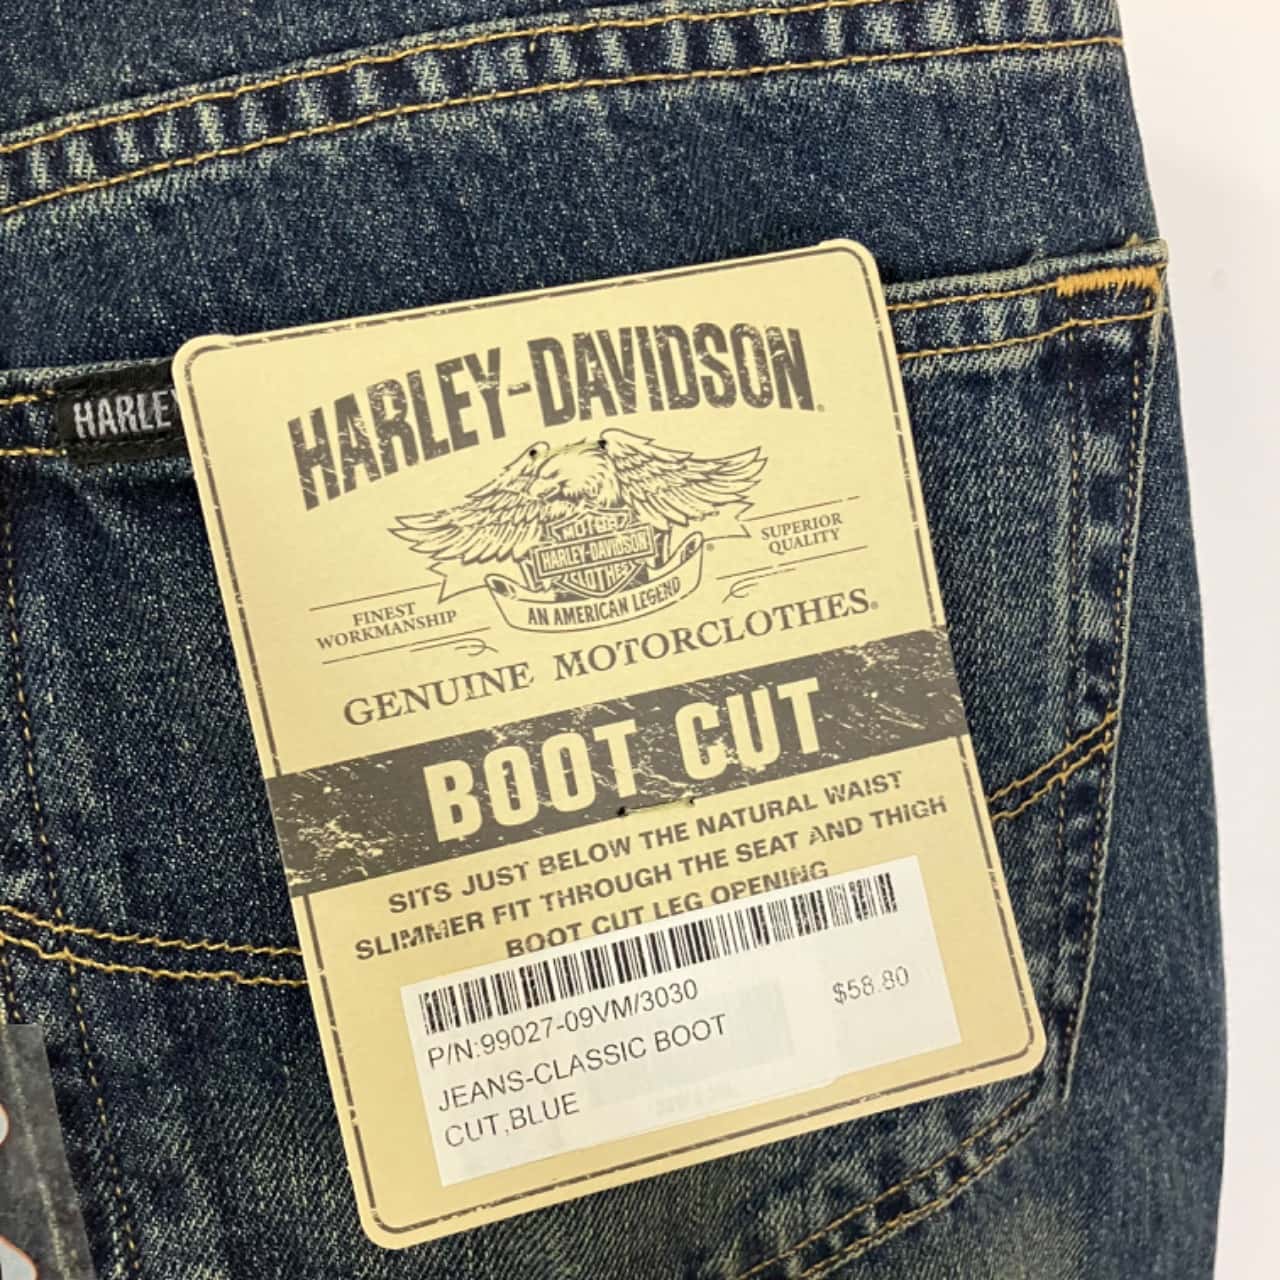 HARLE
HARLEY-DAVIDSON
MOTOR
HARLEY-DAVIDSON
CLOTHES
AN AMERICAN LEGEND
FINEST
WORKMANSHIP
SUPERIOR
QUALITY
GENUINE MOTORCLOTHES®
BOOT CUT
SITS JUST BELOW THE NATURAL WAIST
SLIMMER FIT THROUGH THE SEAT AND THIGH
BOOT CUT LEG OPENING
P/N:99027-09VM/3030
$58.80
JEANS-CLASSIC BOOT
CUT,BLUE